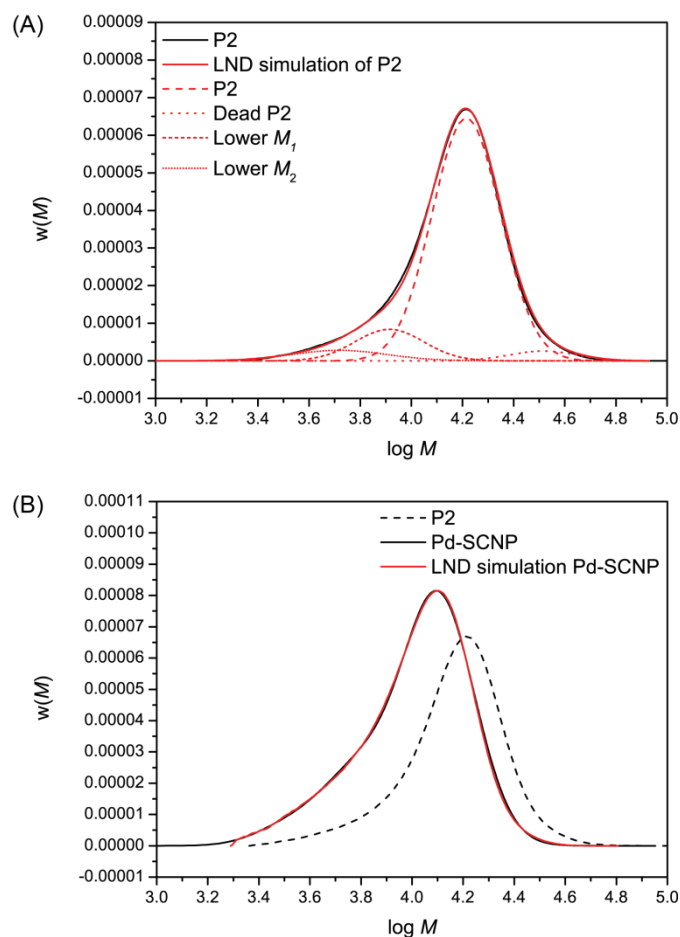 (A)
0.00009
0.00008
0.00007
0.00006
0.00005
0.00004
0.00003
0.00002
0.00001
0.00000
-0.00001
w(M)
P2
LND simulation of P2
P2
Dead P2
Lower M1
Lower M2
3.0 3.2 3.4 3.6 3.8 4.0 4.2 4.4 4.6 4.8 5.0
log M
(B)
0.00011
0.00010
0.00009
0.00008
0.00007
0.00006
0.00005
0.00004
0.00003
0.00002
0.00001
0.00000
-0.00001
w(M)
P2
Pd-SCNP
LND simulation Pd-SCNP
3.0 3.2 3.4 3.6 3.8 4.0 4.2 4.4 4.6 4.8 5.0
log M